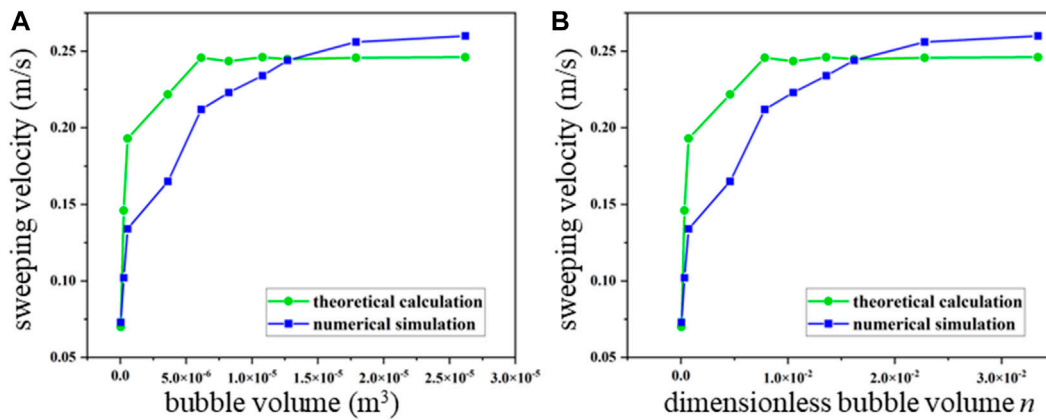 A
sweeping velocity (m/s)
0.25
0.20
0.15
0.10
0.05
theoretical calculation
numerical simulation
0.0 5.0×10⁻⁶ 1.0×10⁻⁵ 1.5×10⁻⁵ 2.0×10⁻⁵ 2.5×10⁻⁵ 3.0×10⁻⁵
bubble volume (m³)
B
sweeping velocity (m/s)
0.25
0.20
0.15
0.10
0.05
theoretical calculation
numerical simulation
0.0 1.0×10⁻² 2.0×10⁻² 3.0×10⁻²
dimensionless bubble volume n